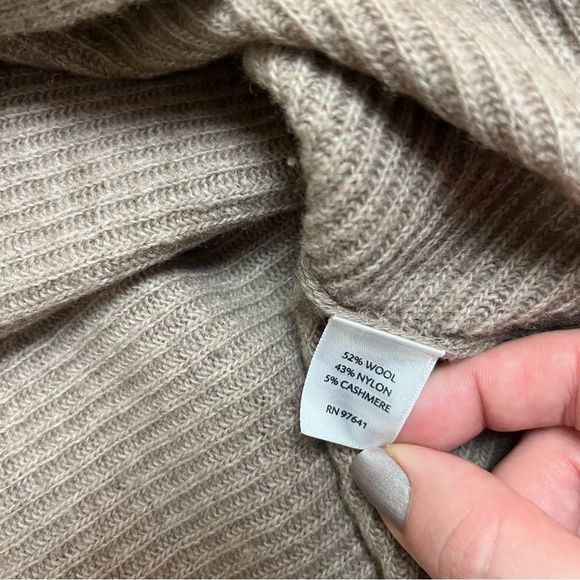 52% WOOL
43% NYLON
5% CASHMERE
RN 97641